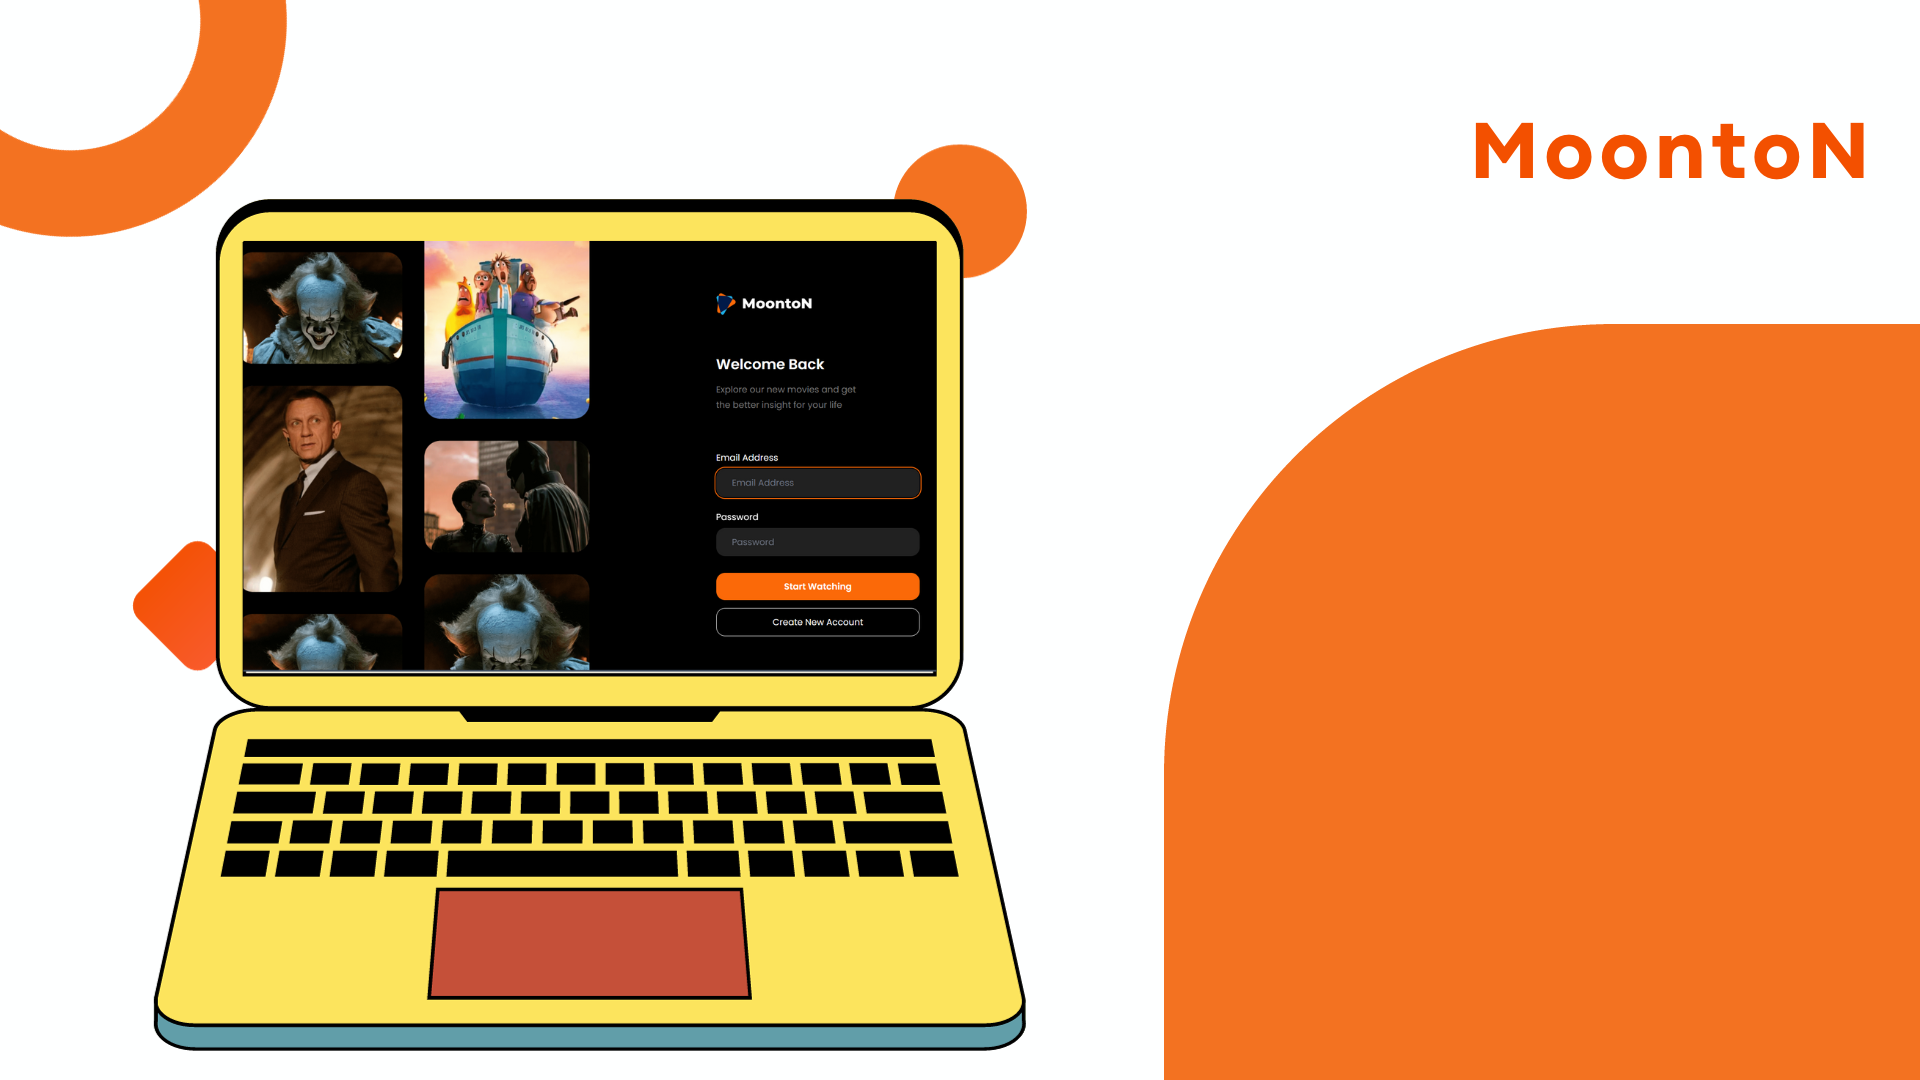 MoontoN
MoontoN
Welcome Back
Explore our new movies and get
the better insight for your life
Email Address
Email Address
Password
Password
Start Watching
Create New Account